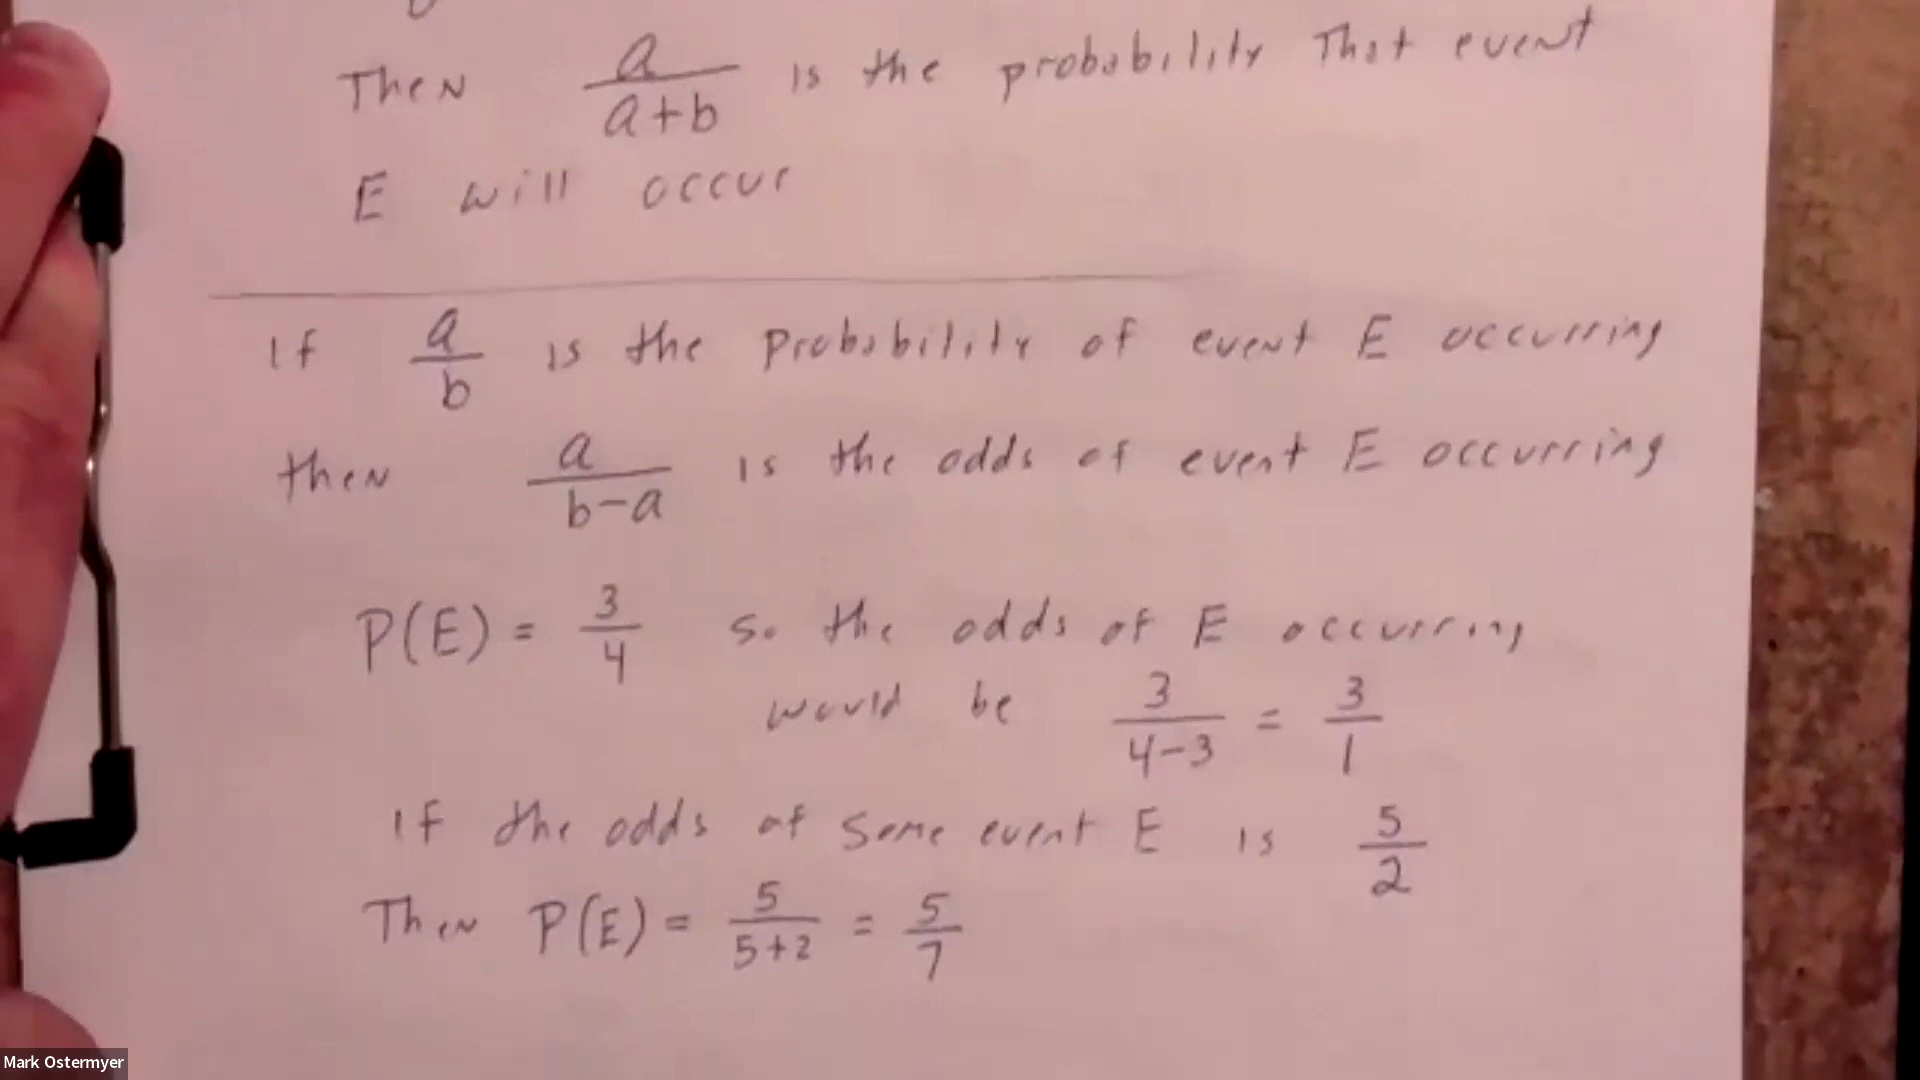 Then a/(a+b) is the probability That event
E will occur
If a/b is the probability of event E occurring
then a/(b-a) is the odds of event E occurring
P(E) = 3/4 so the odds of E occurring
would be 3/(4-3) = 3/1
If the odds of some event E is 5/2
Then P(E) = 5/(5+2) = 5/7
Mark Ostermyer